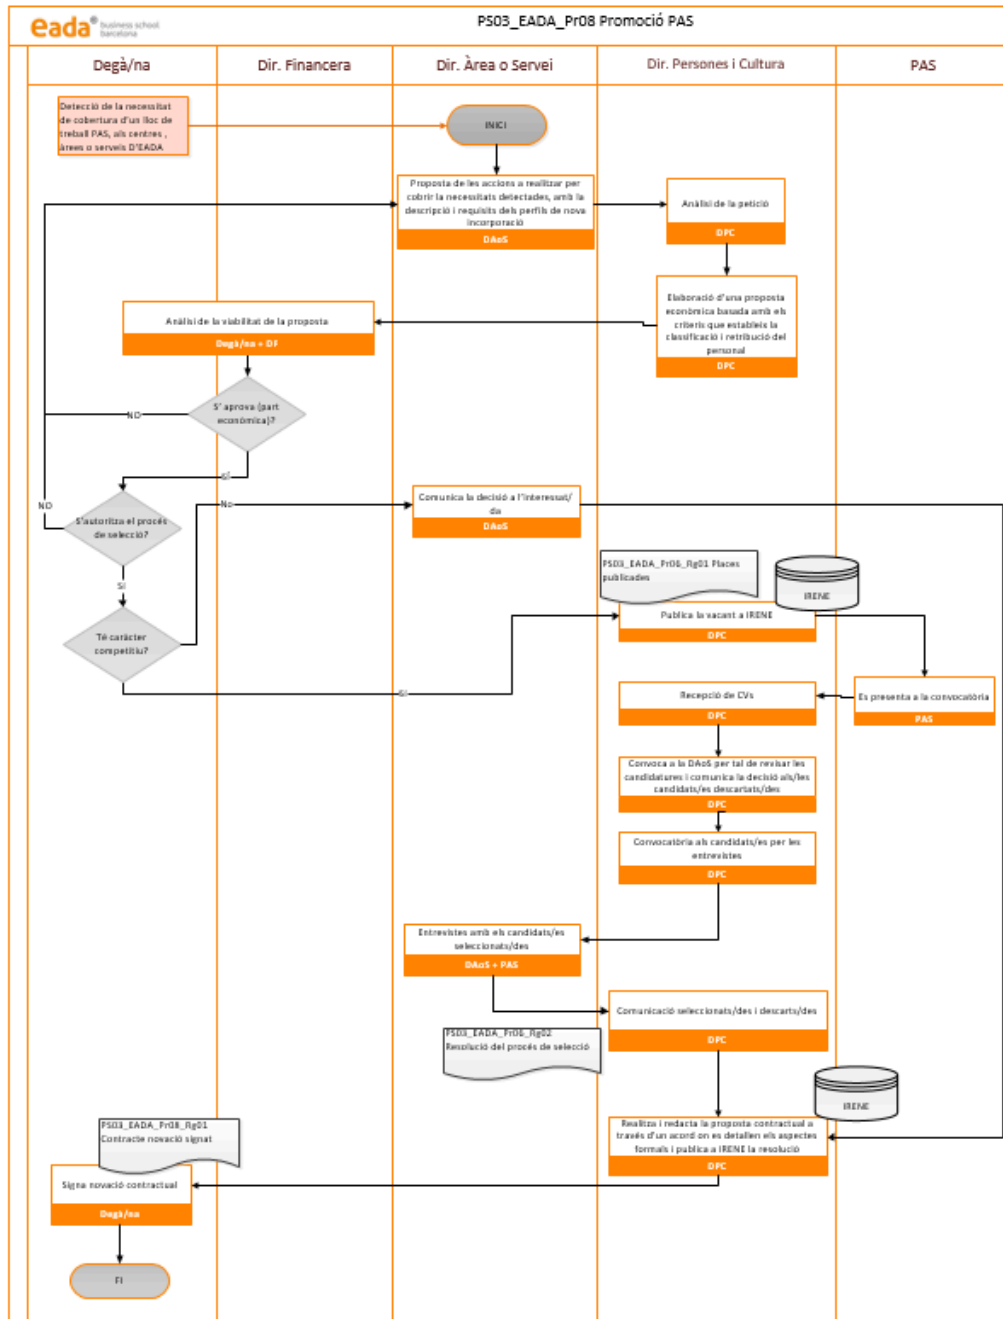 eada® business school
barcelona
PS03_EADA_Pr08 Promoció PAS
Degà/na
Dir. Financera
Dir. Àrea o Servei
Dir. Persones i Cultura
PAS
Detecció de la necessitat
de cobertura d'un lloc de
treball PAS, als centres ,
àrees o serveis D'EADA
INICI
Proposta de les accions a realitzar per
cobrir la necessitats detectades, amb la
descripció i requisits dels perfils de nova
incorporació
DAoS
Anàlisi de la petició
DPC
Elaboració d'una proposta
econòmica basada amb els
criteris que estableix la
classificació i retribució del
personal
DPC
Anàlisi de la viabilitat de la proposta
Degà/na + DF
S' aprova (part
econòmica)?
NO
SÍ
S'autoritza el procés
de selecció?
NO
SÍ
Té caràcter
competitiu?
No
SÍ
Comunica la decisió a l'interessat/
da
DAoS
PS03_EADA_Pr06_Rg01 Places
publicades
IRENE
Publica la vacant a IRENE
DPC
Es presenta a la convocatòria
PAS
Recepció de CVs
DPC
Convoca a la DAoS per tal de revisar les
candidatures i comunica la decisió als/les
candidats/es descartats/des
DPC
Convocatòria als candidats/es per les
entrevistes
DPC
Entrevistes amb els candidats/es
seleccionats/des
DAoS + PAS
Comunicació seleccionats/des i descarts/des
DPC
PS03_EADA_Pr06_Rg02
Resolució del procés de selecció
IRENE
Realitza i redacta la proposta contractual a
través d'un acord on es detallen els aspectes
formals i publica a IRENE la resolució
DPC
PS03_EADA_Pr08_Rg01
Contracte novació signat
Signa novació contractual
Degà/na
FI